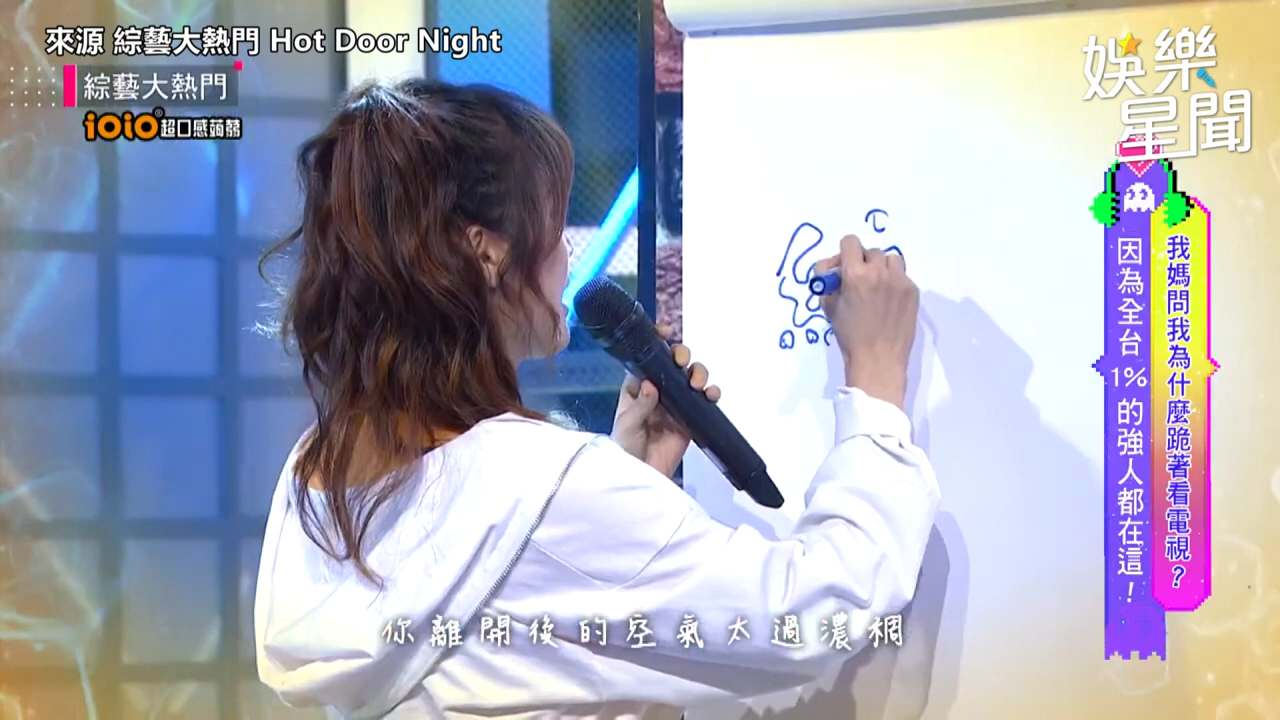 來源 綜藝大熱門 Hot Door Night
綜藝大熱門
iOiO® 超口感蒟蒻
娛樂
星聞
我媽問我為什麼跪著看電視？
因為全台1%的強人都在這！
你離開後的空氣太過濃稠